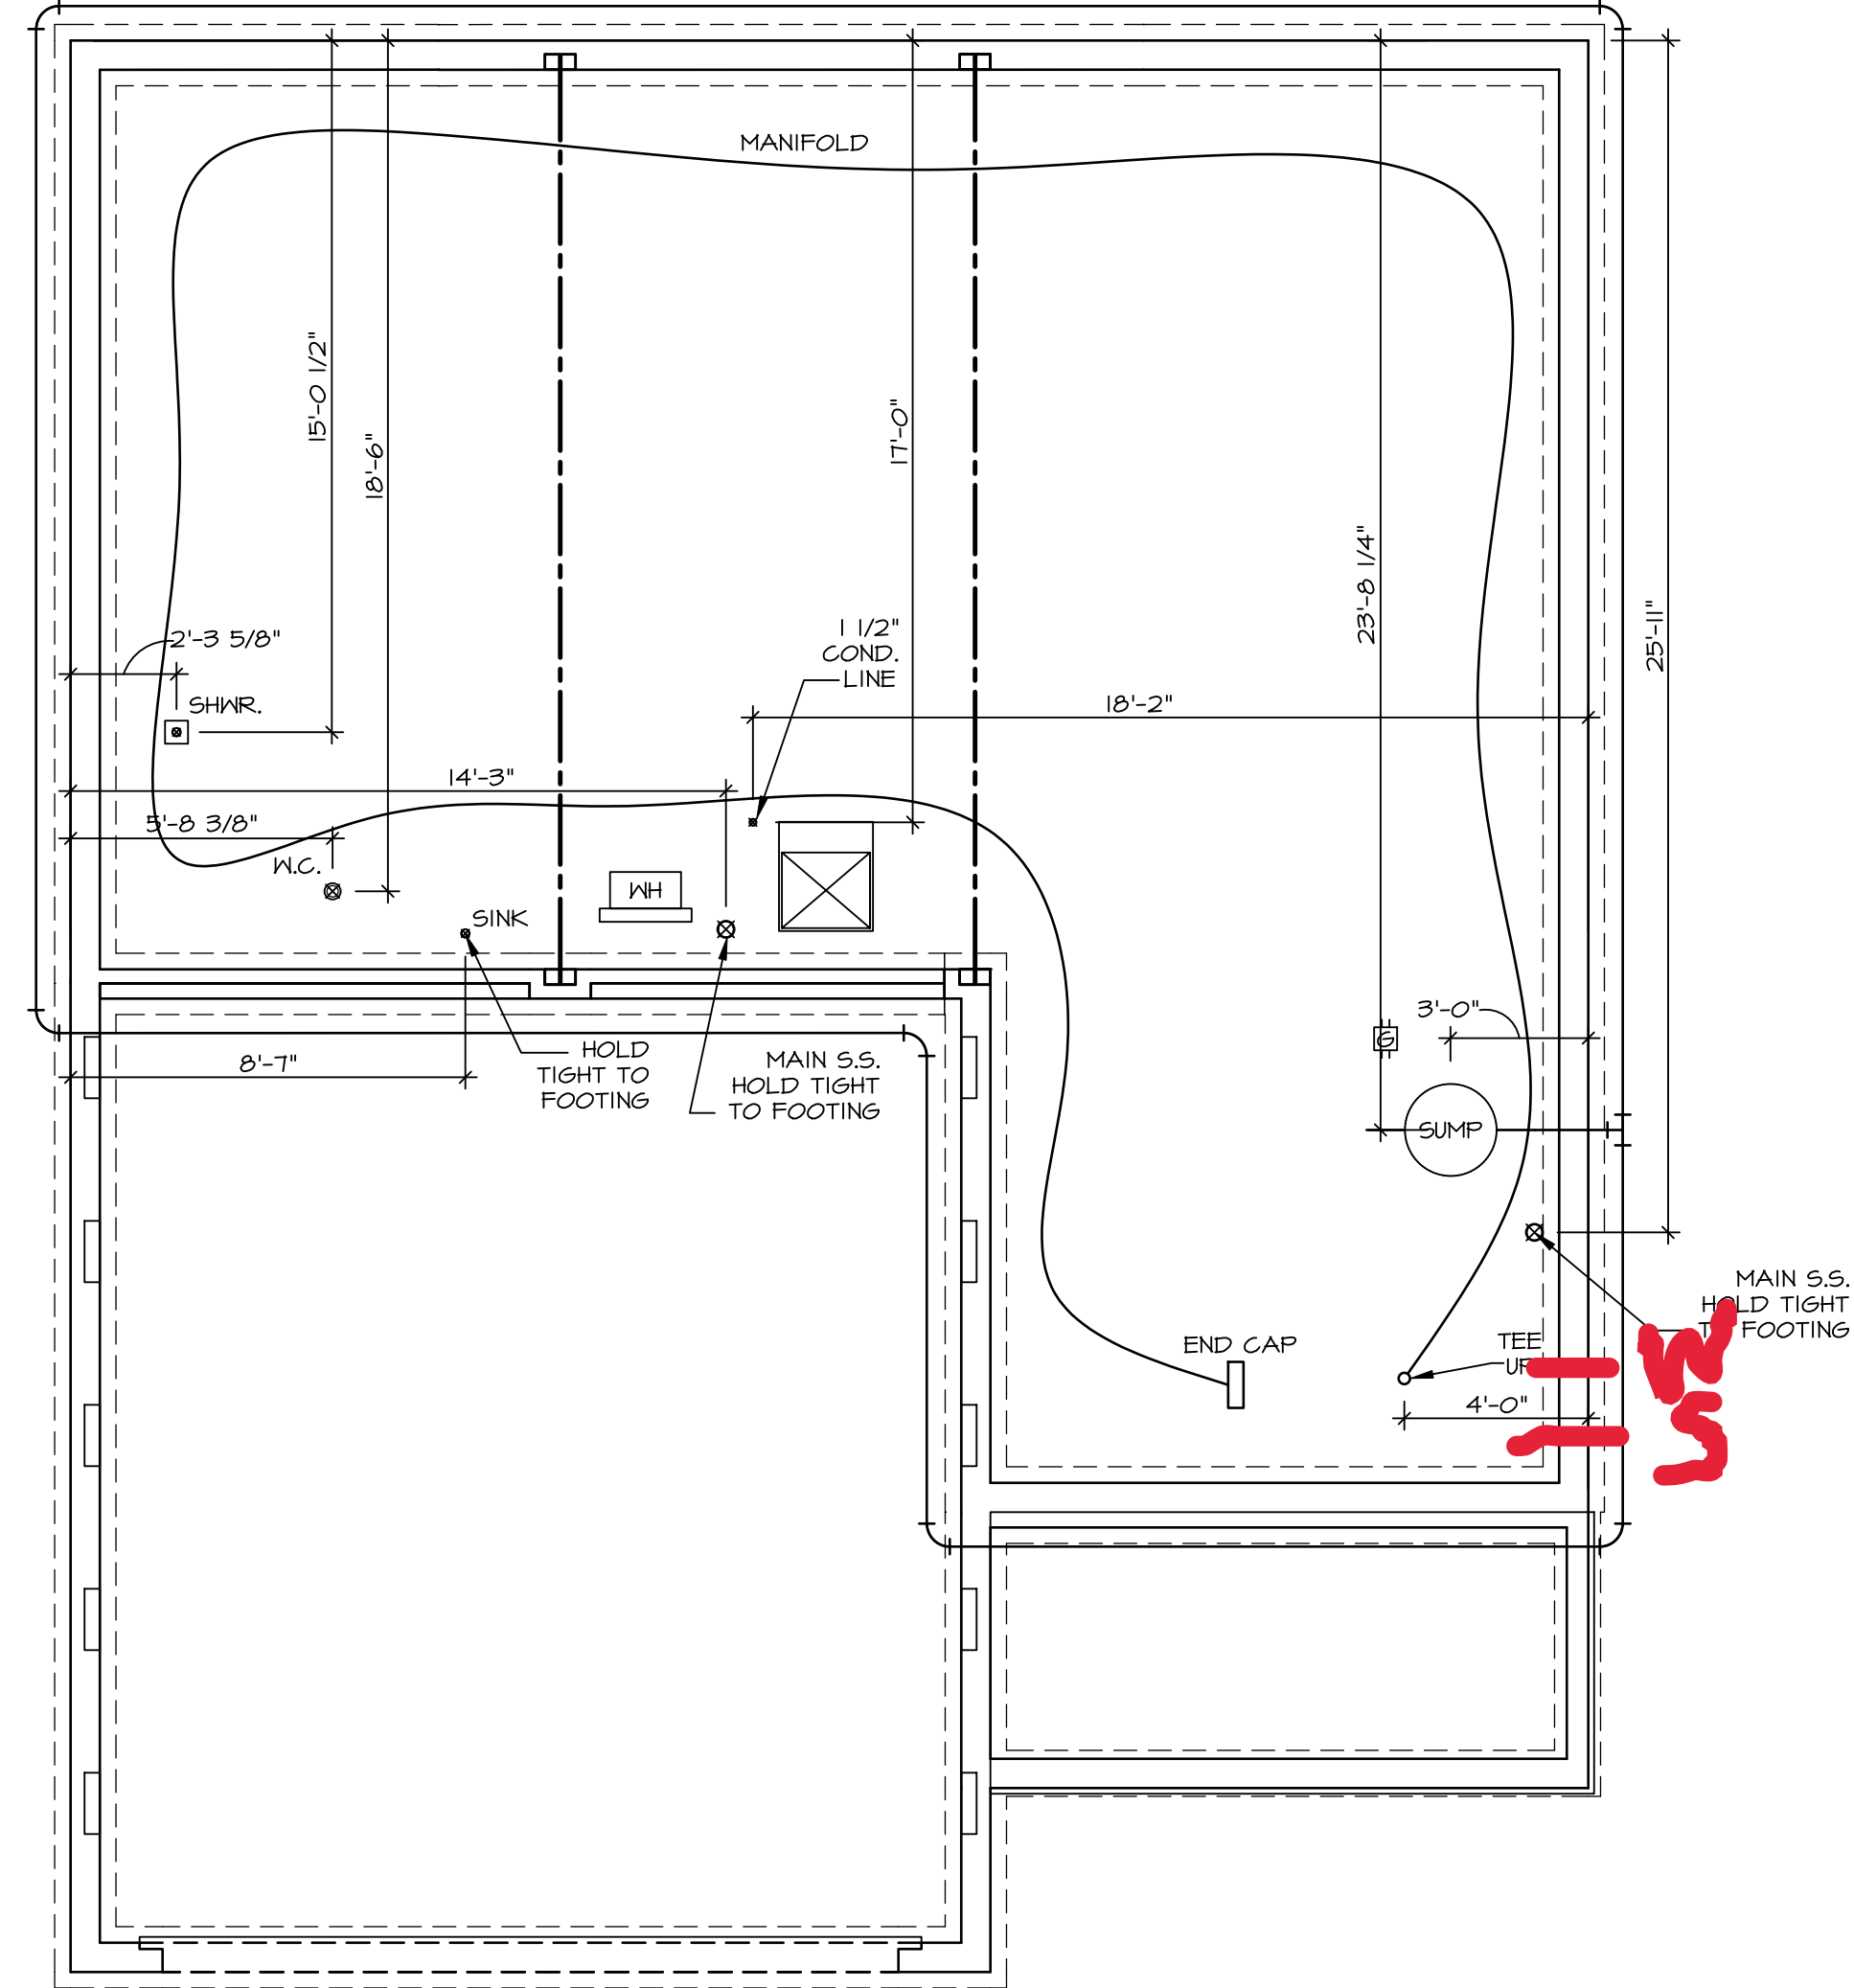 MANIFOLD
15'-0 1/2"
18'-6"
17'-0"
23'-8 1/4"
25'-11"
2'-3 5/8"
SHWR.
1 1/2"
COND.
LINE
18'-2"
14'-3"
5'-8 3/8"
W.C.
WH
SINK
8'-7"
HOLD
TIGHT TO
FOOTING
MAIN S.S.
HOLD TIGHT
TO FOOTING
3'-0"
G
SUMP
MAIN S.S.
HOLD TIGHT
TO FOOTING
END CAP
TEE
UP
4'-0"
W
S